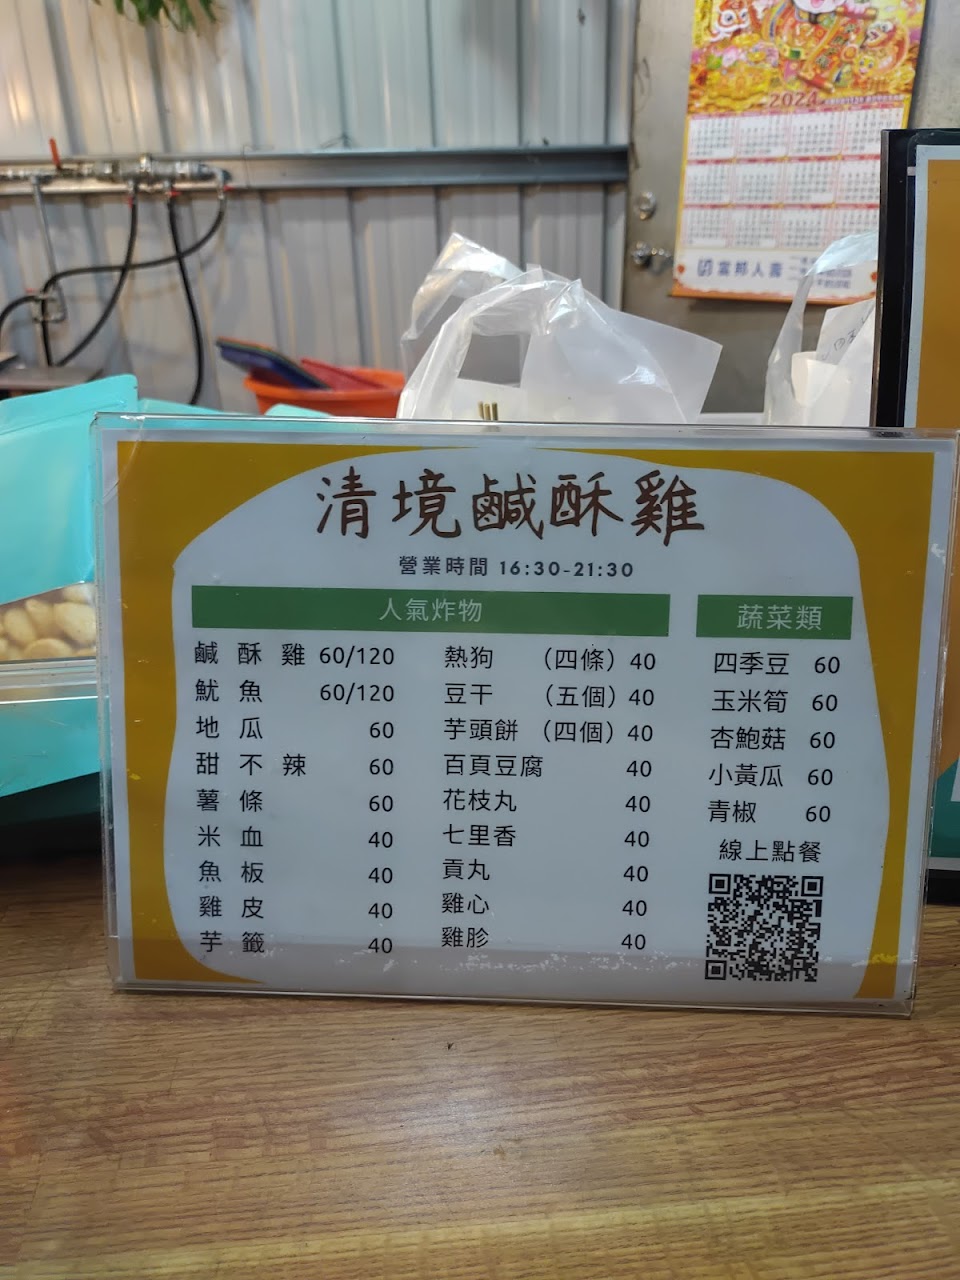 2024
富邦人壽
清境鹹酥雞
營業時間 16:30-21:30
人氣炸物
鹹酥雞 60/120
魷魚 60/120
地瓜 60
甜不辣 60
薯條 60
米血 40
魚板 40
雞皮 40
芋籤 40
熱狗 (四條) 40
豆干 (五個) 40
芋頭餅 (四個) 40
百頁豆腐 40
花枝丸 40
七里香 40
貢丸 40
雞心 40
雞胗 40
蔬菜類
四季豆 60
玉米筍 60
杏鮑菇 60
小黃瓜 60
青椒 60
線上點餐